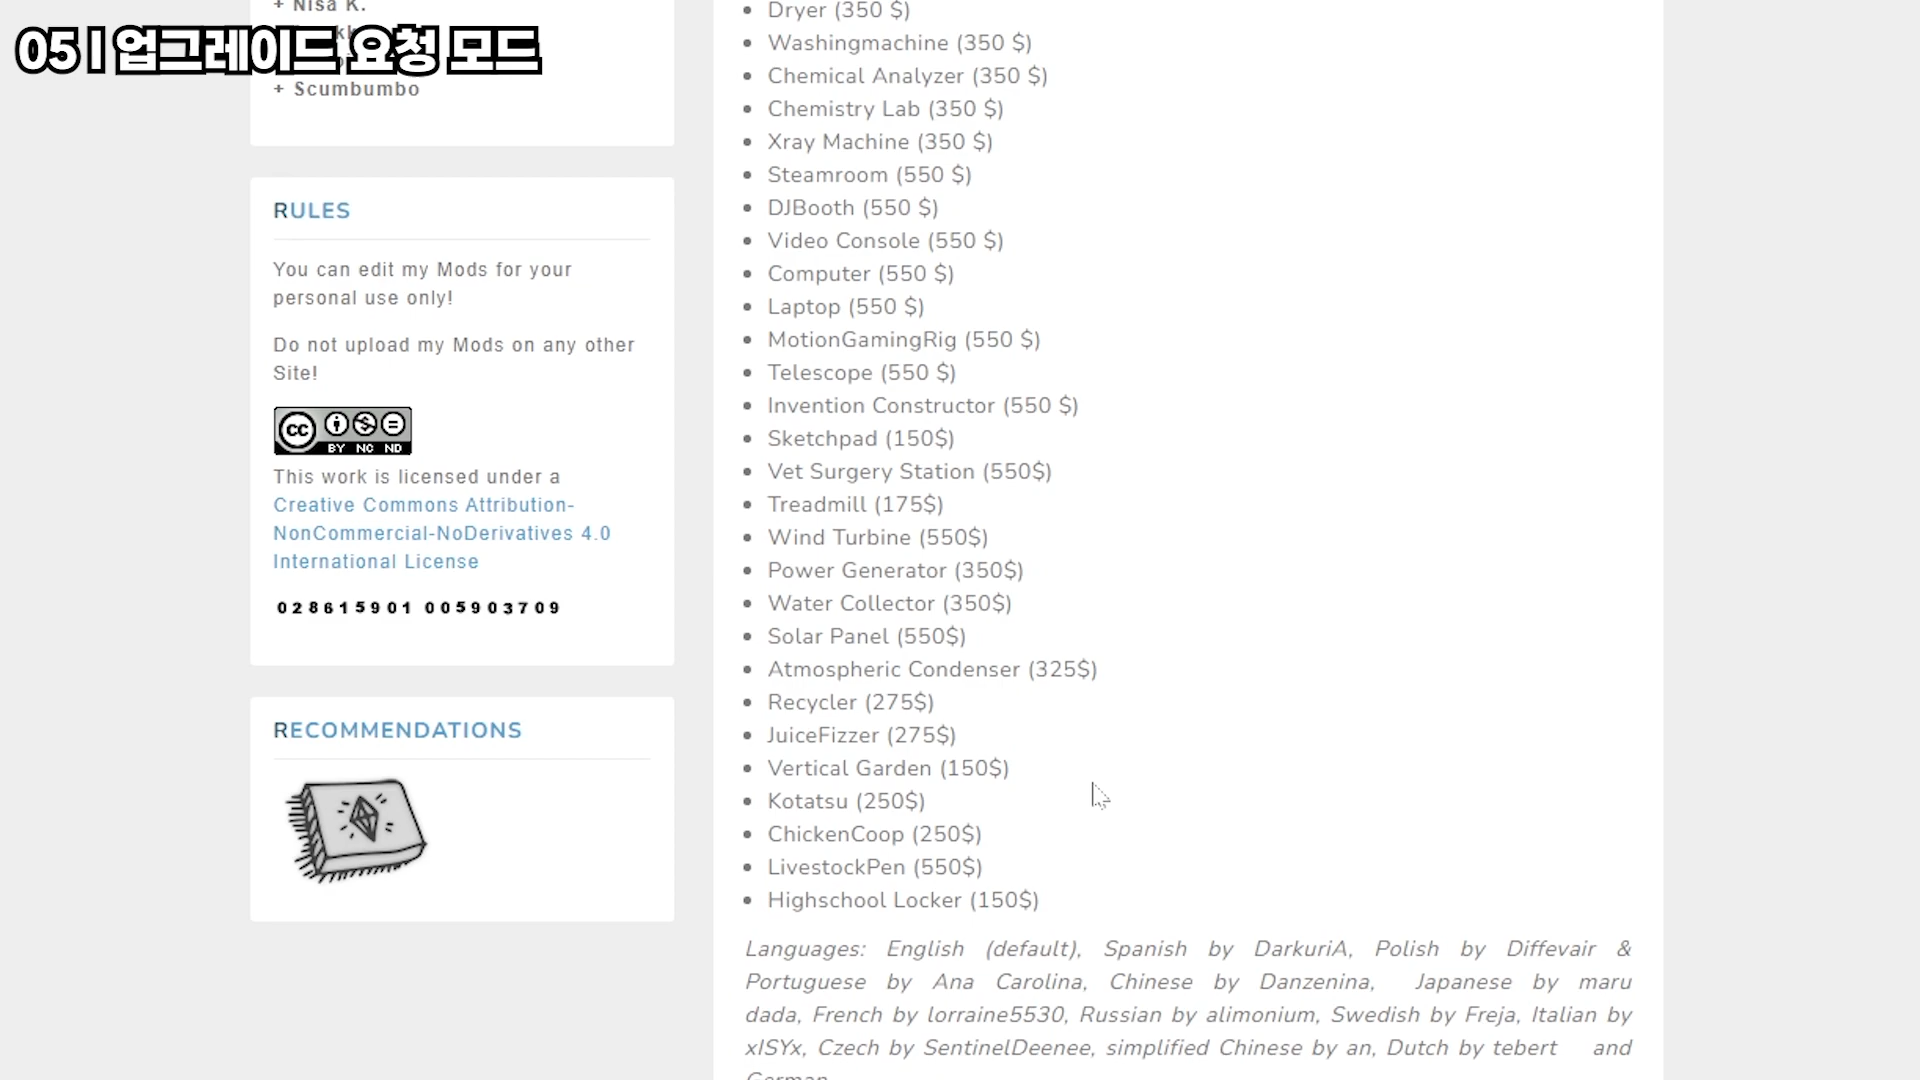 + Nisa K.
05 | 업그레이드 요청 모드
+ Scumbumbo
RULES
You can edit my Mods for your
personal use only!
Do not upload my Mods on any other
Site!
cc
BY NC ND
This work is licensed under a
Creative Commons Attribution-
NonCommercial-NoDerivatives 4.0
International License
028615901 005903709
RECOMMENDATIONS
Dryer (350 $)
Washingmachine (350 $)
Chemical Analyzer (350 $)
Chemistry Lab (350 $)
Xray Machine (350 $)
Steamroom (550 $)
DJBooth (550 $)
Video Console (550 $)
Computer (550 $)
Laptop (550 $)
MotionGamingRig (550 $)
Telescope (550 $)
Invention Constructor (550 $)
Sketchpad (150$)
Vet Surgery Station (550$)
Treadmill (175$)
Wind Turbine (550$)
Power Generator (350$)
Water Collector (350$)
Solar Panel (550$)
Atmospheric Condenser (325$)
Recycler (275$)
JuiceFizzer (275$)
Vertical Garden (150$)
Kotatsu (250$)
ChickenCoop (250$)
LivestockPen (550$)
Highschool Locker (150$)
Languages: English (default), Spanish by DarkuriA, Polish by Diffevair &
Portuguese by Ana Carolina, Chinese by Danzenina, Japanese by maru
dada, French by lorraine5530, Russian by alimonium, Swedish by Freja, Italian by
xISYx, Czech by SentinelDeenee, simplified Chinese by an, Dutch by tebert and
German